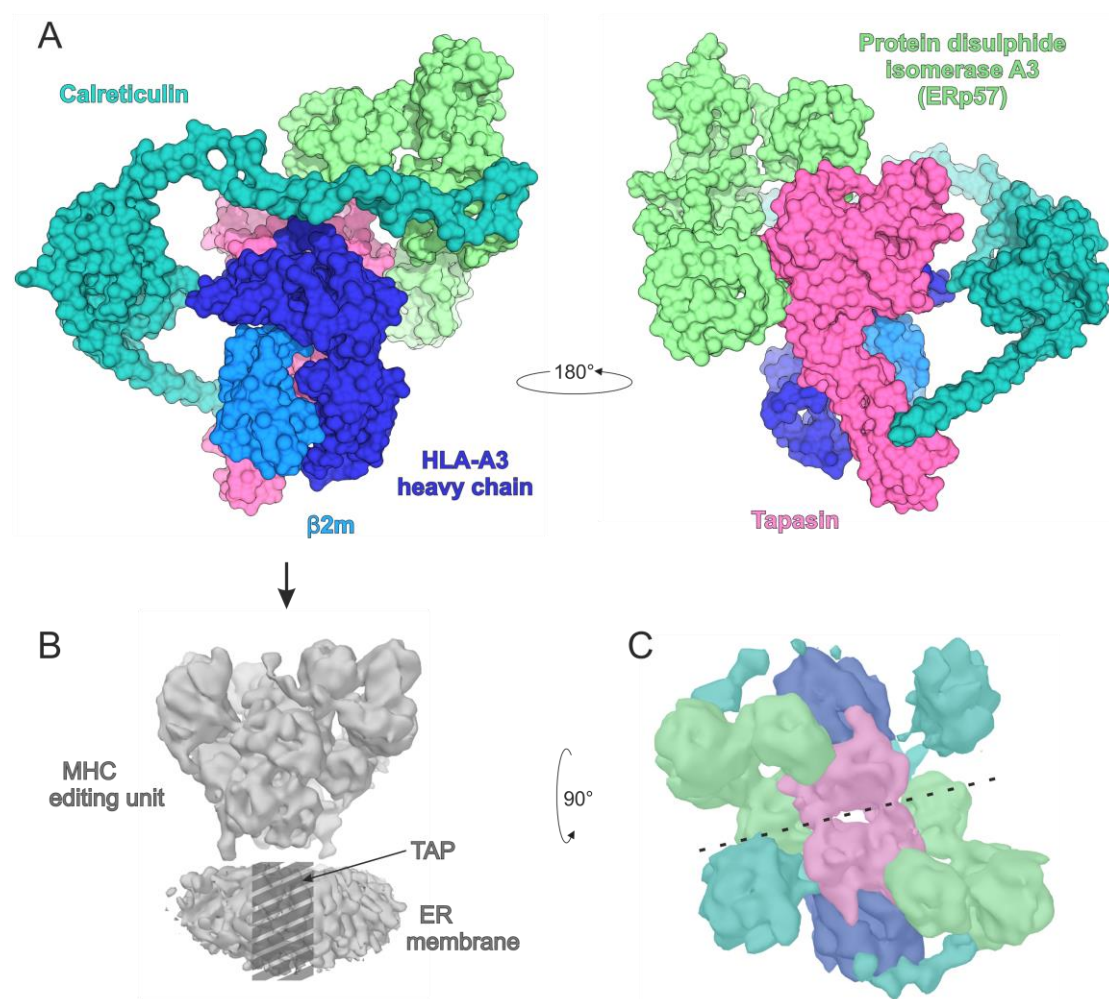 A
Calreticulin
Protein disulphide
isomerase A3
(ERp57)
180°
HLA-A3
heavy chain
β2m
Tapasin
B
C
MHC
editing unit
TAP
90°
ER
membrane